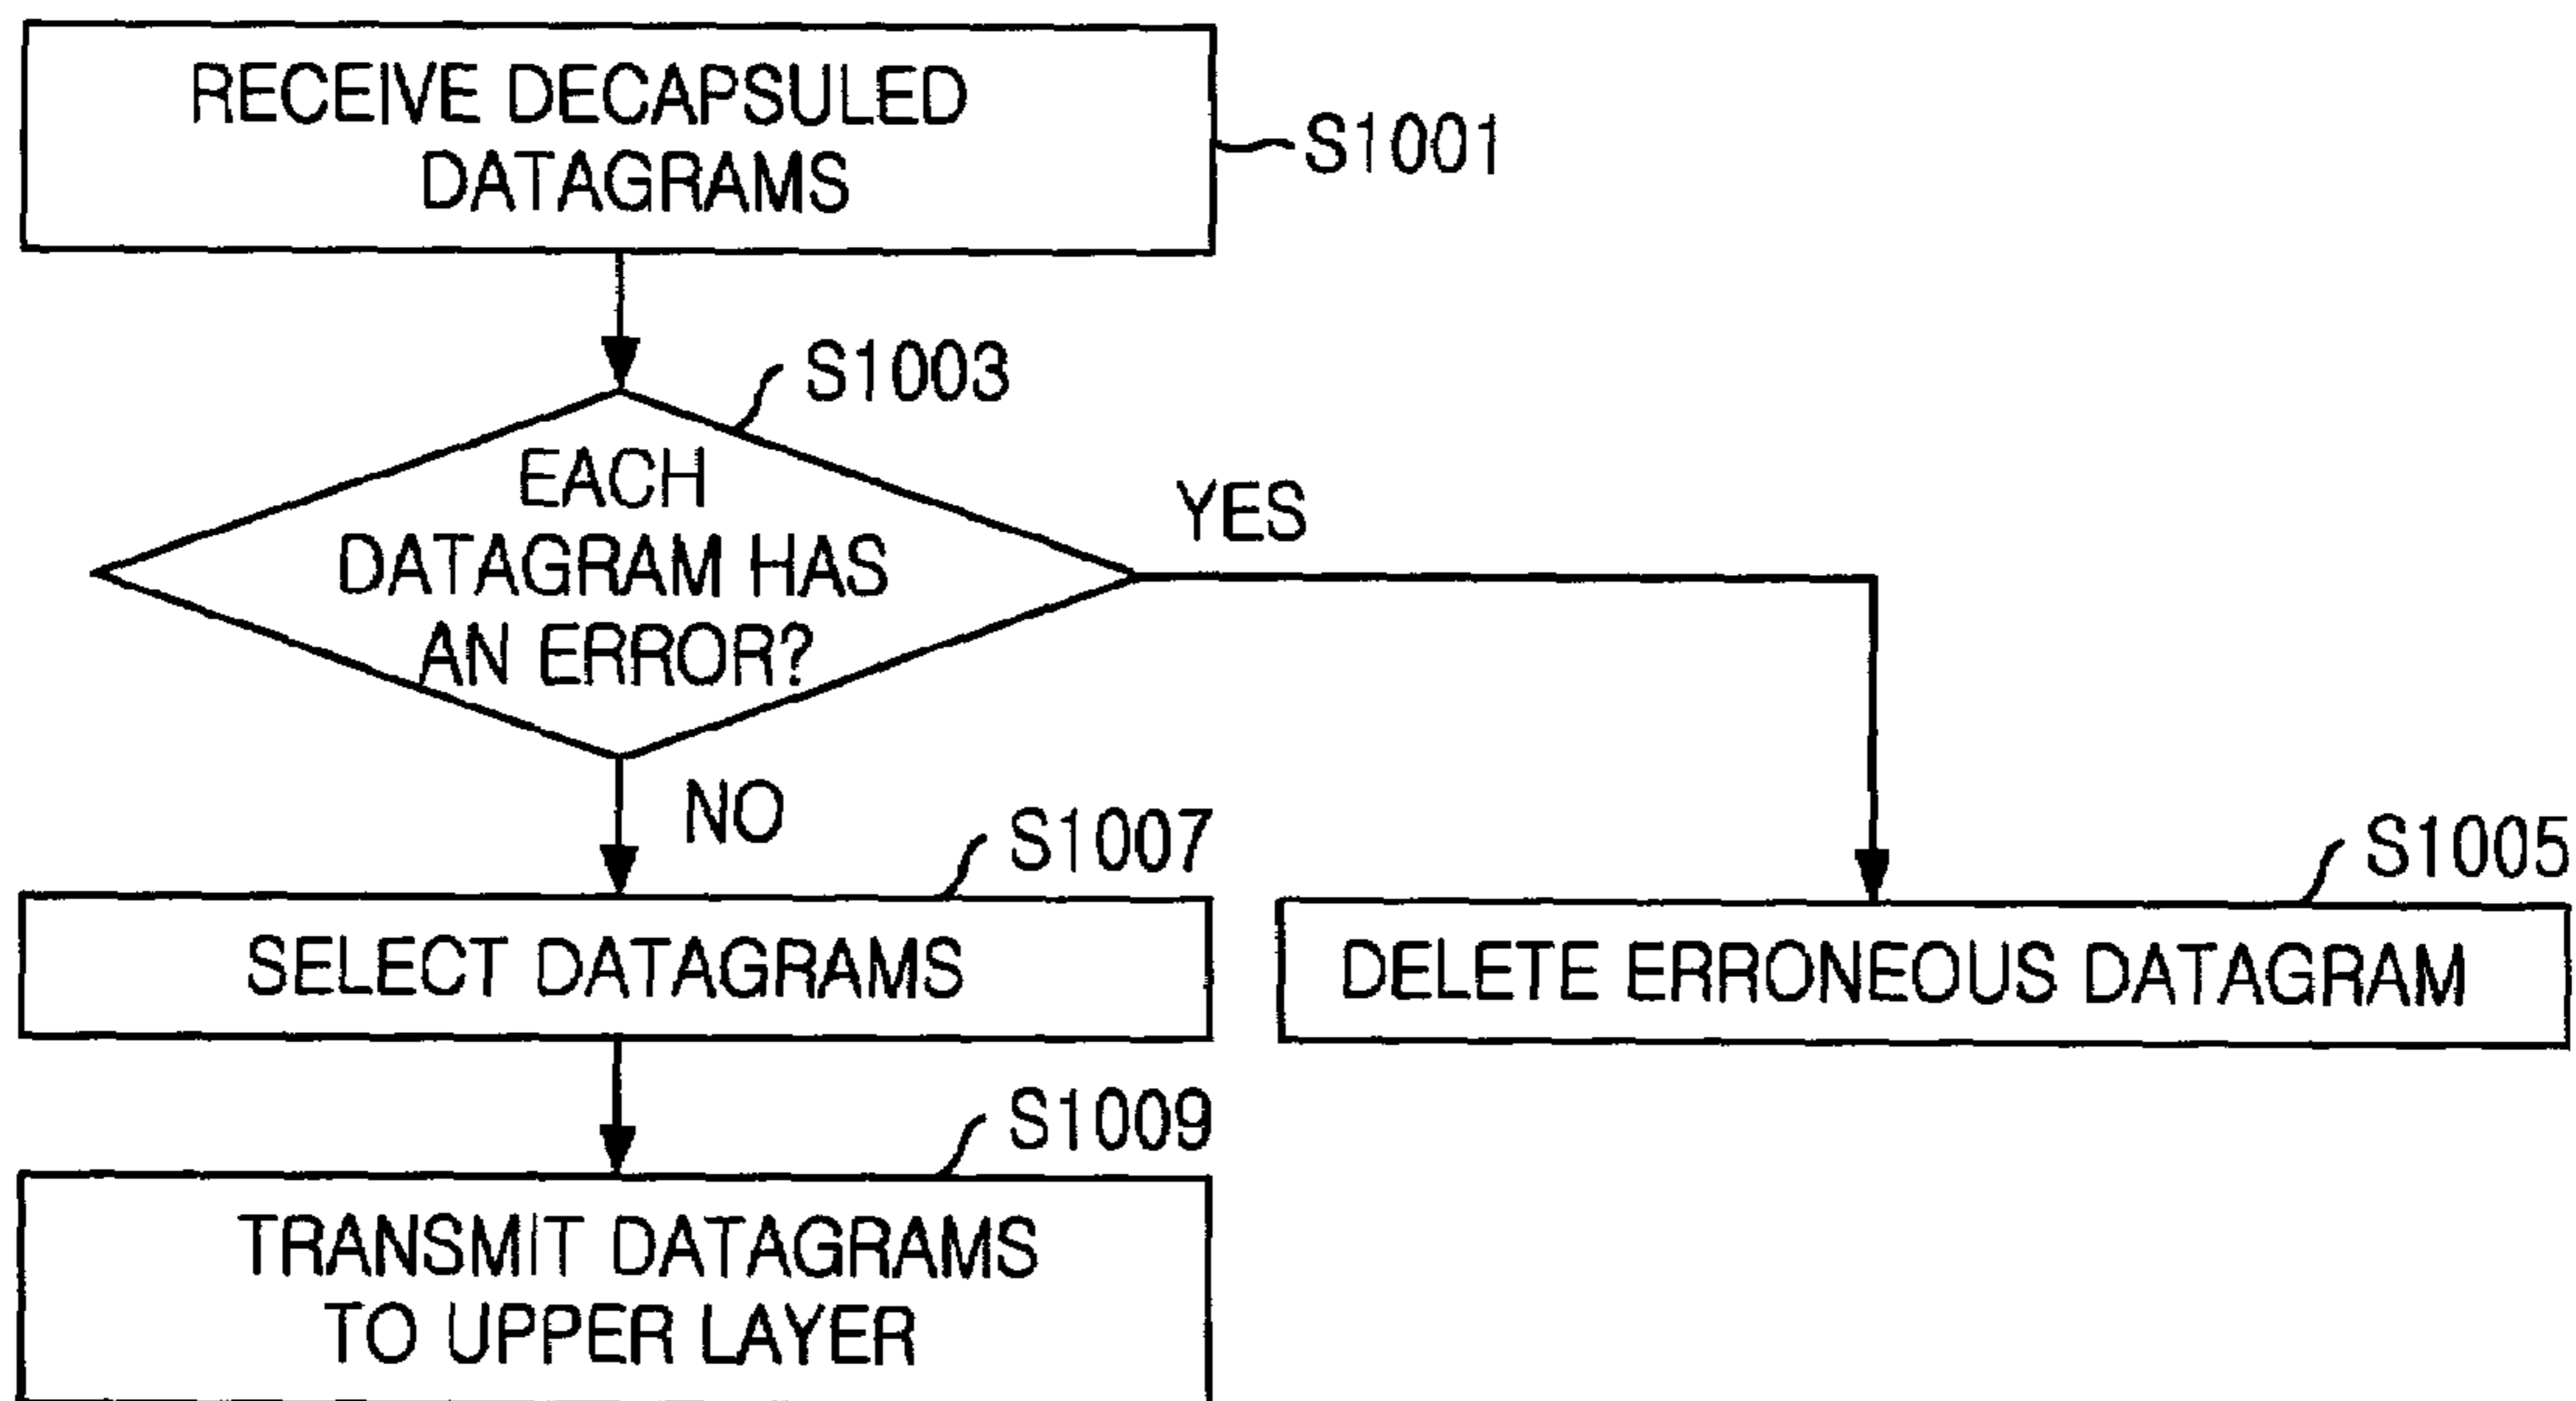 RECEIVE DECAPSULED
DATAGRAMS
S1001
S1003
EACH
DATAGRAM HAS
AN ERROR?
YES
NO
S1007
SELECT DATAGRAMS
S1005
DELETE ERRONEOUS DATAGRAM
S1009
TRANSMIT DATAGRAMS
TO UPPER LAYER